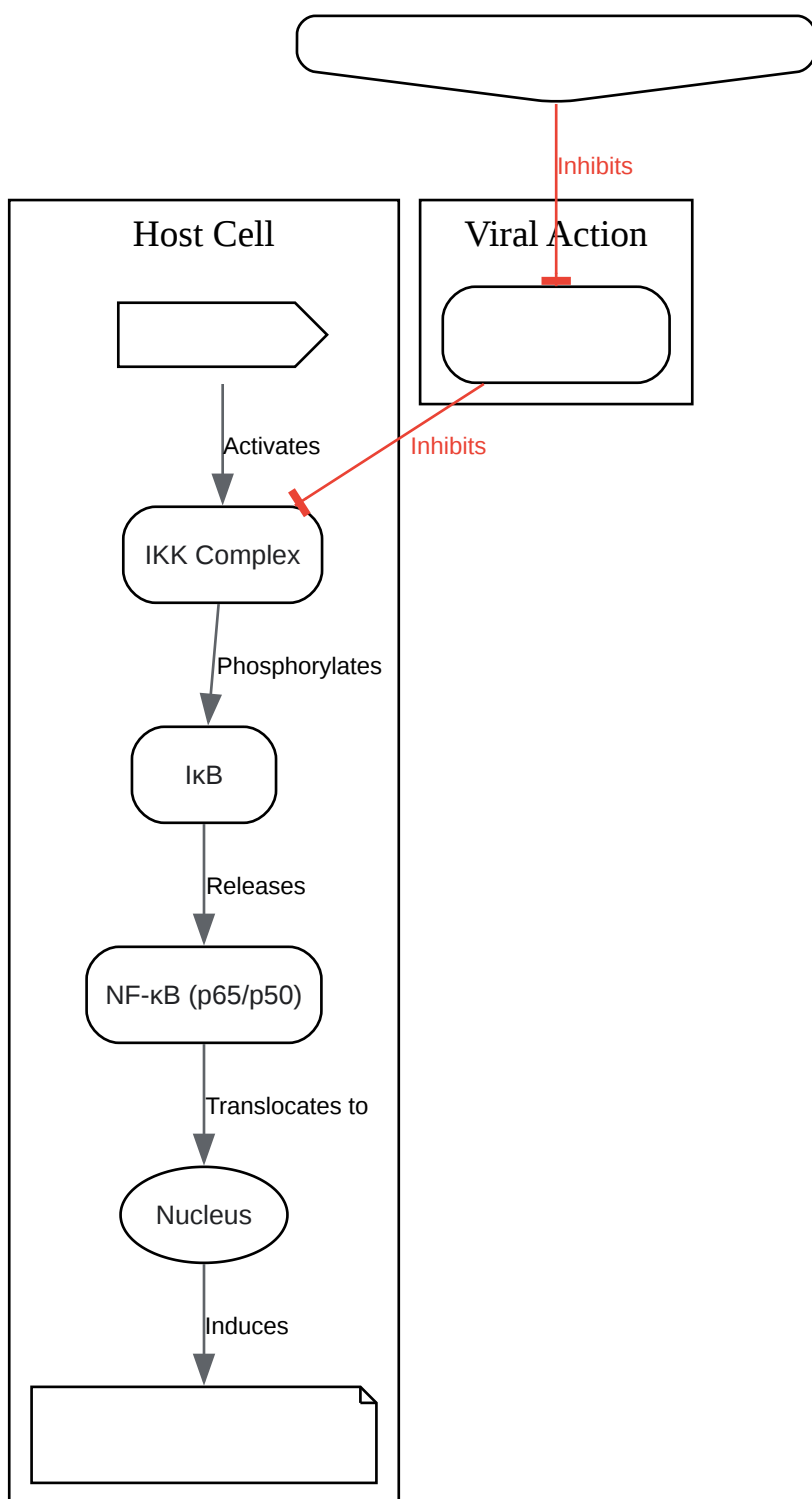 Inhibits
Host Cell
Viral Action
Activates
Inhibits
IKK Complex
Phosphorylates
IκB
Releases
NF-κB (p65/p50)
Translocates to
Nucleus
Induces